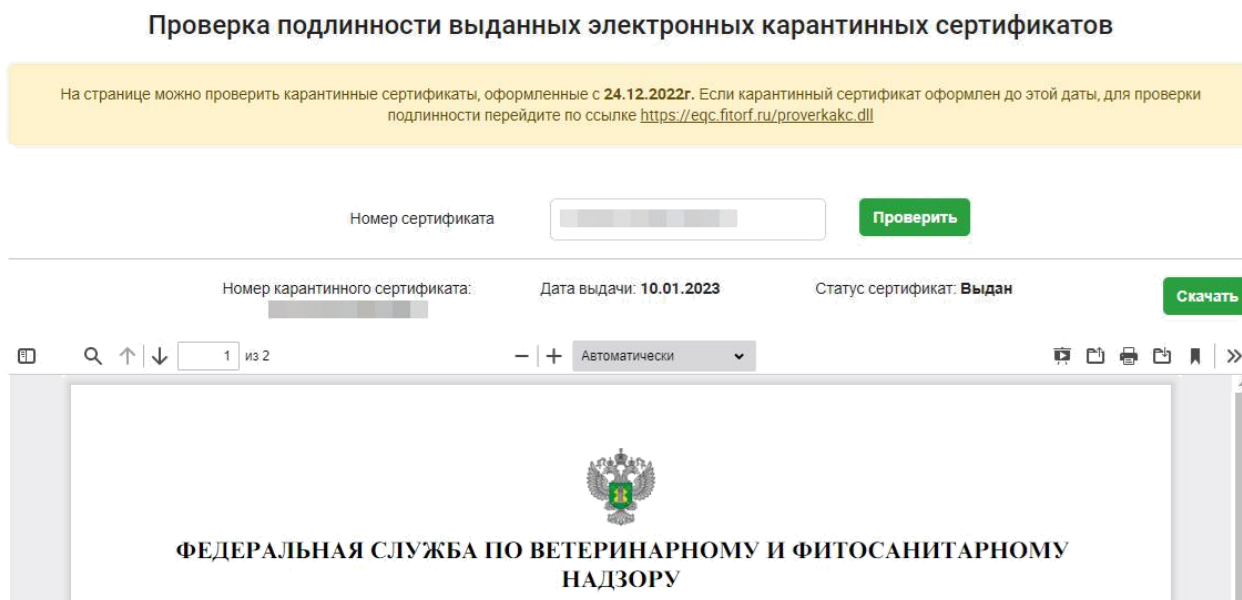 Проверка подлинности выданных электронных карантинных сертификатов
На странице можно проверить карантинные сертификаты, оформленные с 24.12.2022г. Если карантинный сертификат оформлен до этой даты, для проверки
подлинности перейдите по ссылке https://eqc.fitorf.ru/proverkakc.dll
Номер сертификата Проверить
Номер карантинного сертификата: Дата выдачи: 10.01.2023 Статус сертификат: Выдан Скачать
1 из 2 Автоматически
ФЕДЕРАЛЬНАЯ СЛУЖБА ПО ВЕТЕРИНАРНОМУ И ФИТОСАНИТАРНОМУ
НАДЗОРУ